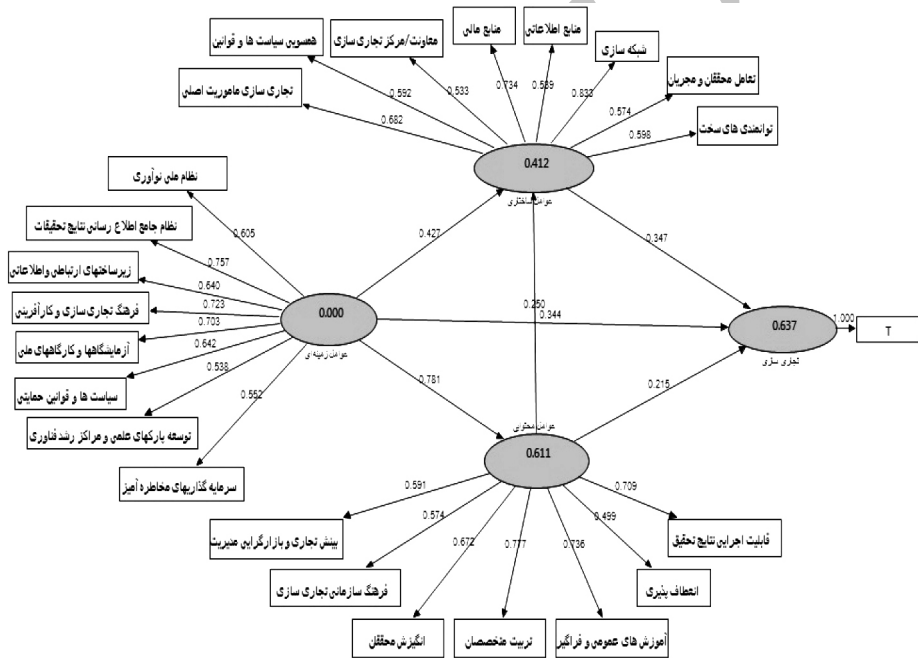 همسویی سیاست ها و قوانین
معاونت/مرکز تجاری سازی
منابع مالی
منابع اطلاعاتی
شبکه سازی
تعامل محققان و مجریان
توانمندی های سخت
تجاری سازی ماموریت اصلی
0.682
0.592
0.533
0.734
0.539
0.833
0.574
0.598
0.412
عوامل ساختاری
نظام ملی نوآوری
نظام جامع اطلاع رسانی نتایج تحقیقات
زیرساختهای ارتباطی واطلاعاتی
فرهنگ تجاری سازی و کارآفرینی
آزمایشگاهها و کارگاههای ملی
سیاست ها و قوانین حمایتی
توسعه پارکهای علمی و مراکز رشد فناوری
سرمایه گذاریهای مخاطره آمیز
0.605
0.757
0.640
0.723
0.703
0.642
0.538
0.552
0.000
عوامل زمینه‌ای
0.427
0.347
0.250
0.344
0.781
0.215
0.637
تجاری سازی
1.000
T
عوامل محتوایی
0.611
0.591
0.574
0.672
0.777
0.736
0.499
0.709
بینش تجاری و بازارگرایی مدیریت
فرهنگ سازمانی تجاری سازی
انگیزش محققان
تربیت متخصصان
آموزش های عمومی و فراگیر
انعطاف پذیری
قابلیت اجرایی نتایج تحقیق